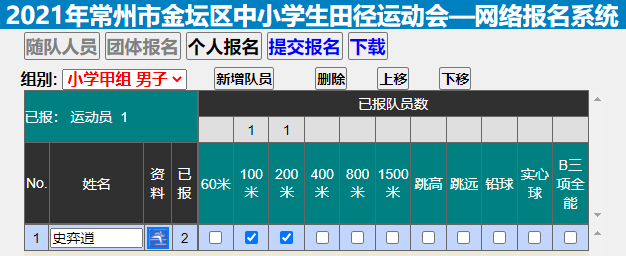 2021年常州市金坛区中小学生田径运动会—网络报名系统
随队人员 团体报名 个人报名 提交报名 下载
组别: 小学甲组 男子 新增队员 删除 上移 下移
已报： 运动员 1 已报队员数
1 1
No. 姓名 资料 已报 60米 100米 200米 400米 800米 1500米 跳高 跳远 铅球 实心球 B三项全能
1 史弈逍 2